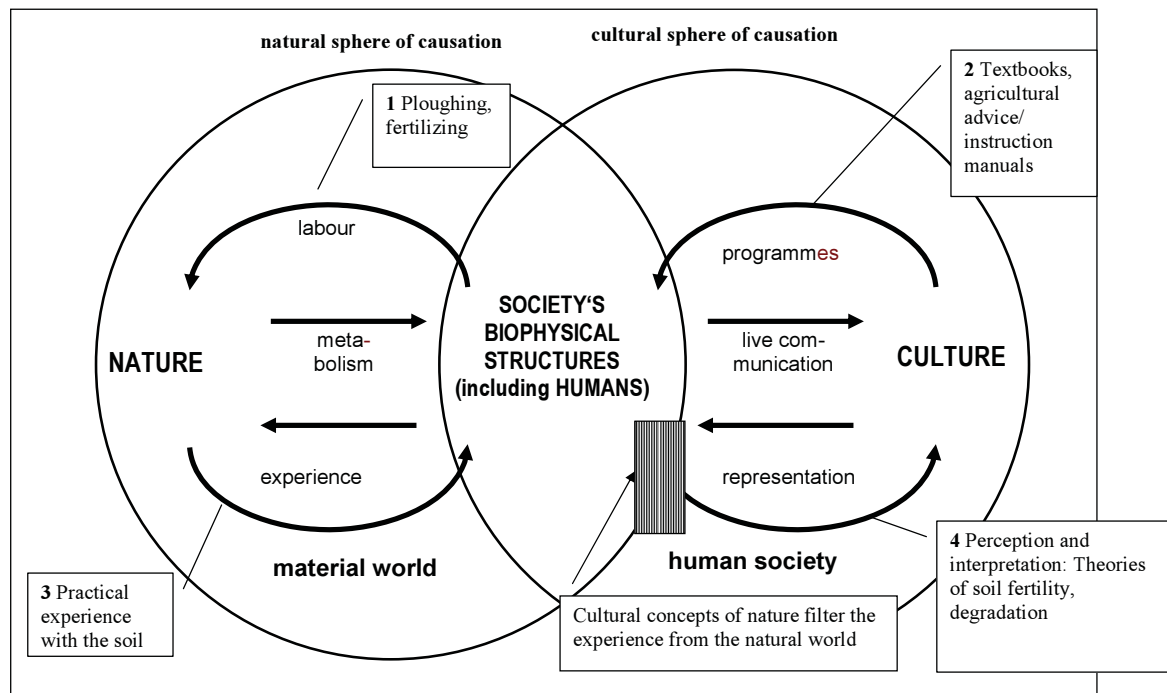 natural sphere of causation
cultural sphere of causation
1 Ploughing,
fertilizing
2 Textbooks,
agricultural
advice/
instruction
manuals
labour
programmes
NATURE
meta-
bolism
SOCIETY‘S
BIOPHYSICAL
STRUCTURES
(including HUMANS)
live com-
munication
CULTURE
experience
representation
material world
human society
3 Practical
experience
with the soil
Cultural concepts of nature filter the
experience from the natural world
4 Perception and
interpretation: Theories
of soil fertility,
degradation